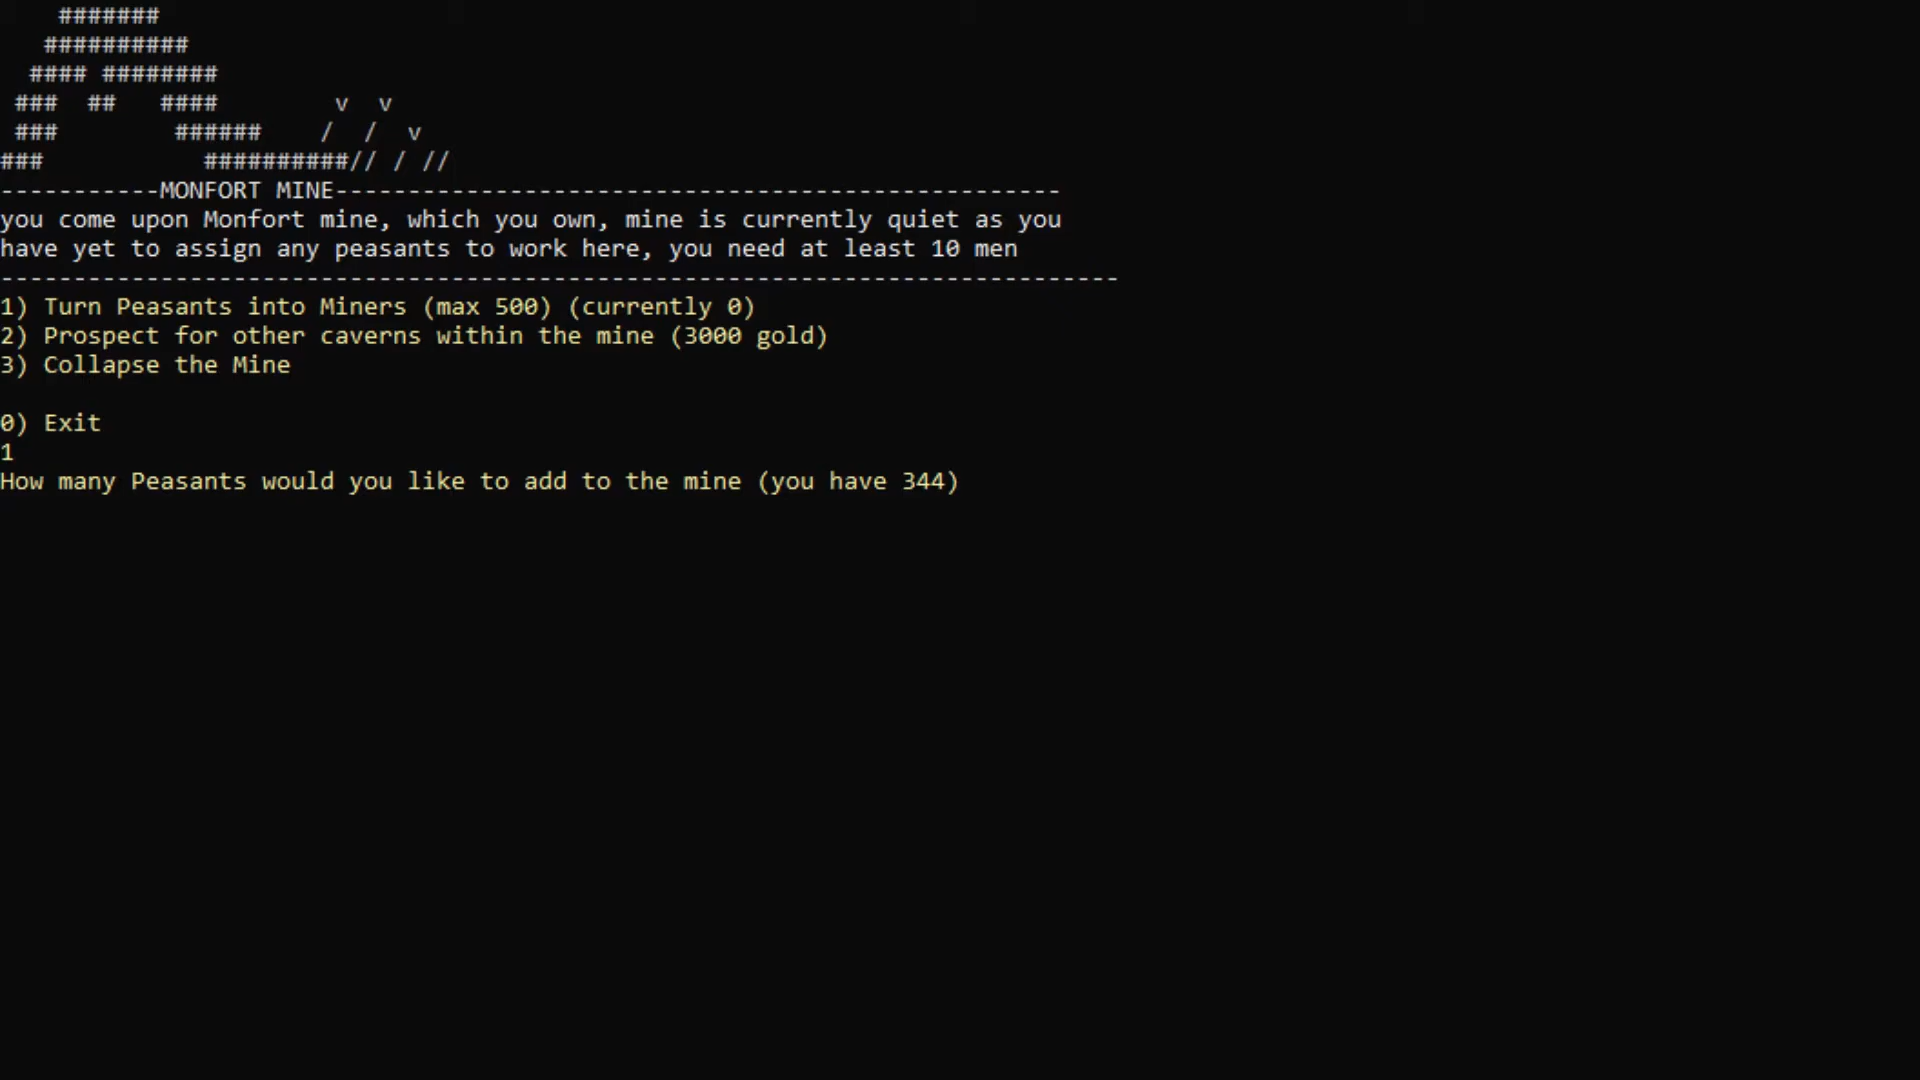 #######
   ##########
  #### ########
 ###  ##   ####        v  v
 ###        ######    /  /  v
###           ##########// / //
-----------MONFORT MINE--------------------------------------------------
you come upon Monfort mine, which you own, mine is currently quiet as you
have yet to assign any peasants to work here, you need at least 10 men
-----------------------------------------------------------------------------
1) Turn Peasants into Miners (max 500) (currently 0)
2) Prospect for other caverns within the mine (3000 gold)
3) Collapse the Mine

0) Exit
1
How many Peasants would you like to add to the mine (you have 344)